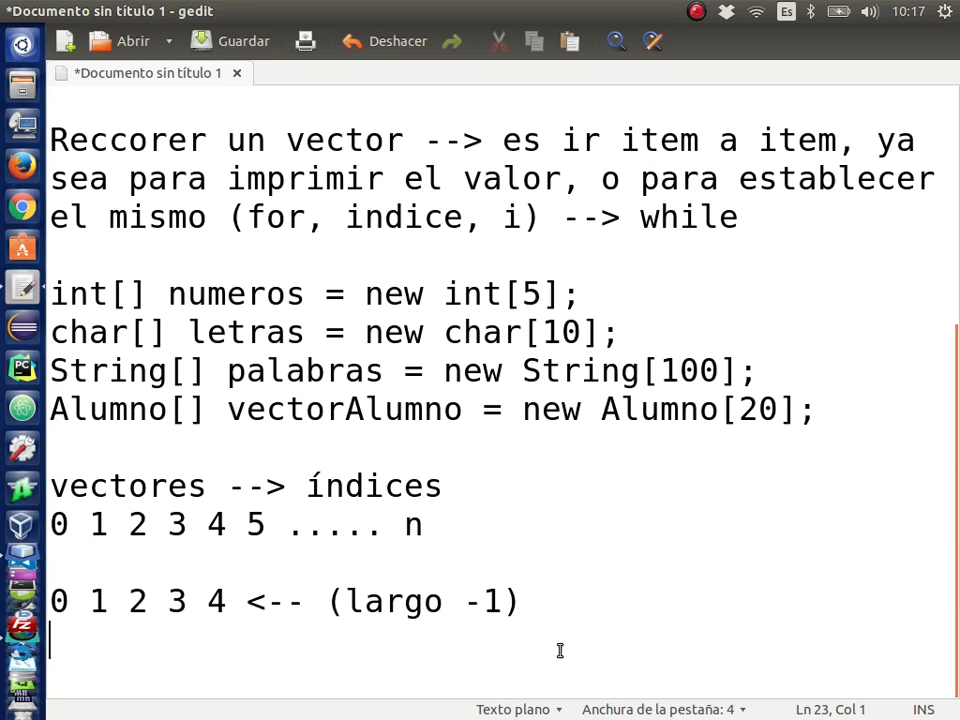 *Documento sin título 1 - gedit
Es
10:17
Abrir
Guardar
Deshacer
*Documento sin título 1 ×
Reccorer un vector --> es ir item a item, ya
sea para imprimir el valor, o para establecer
el mismo (for, indice, i) --> while
int[] numeros = new int[5];
char[] letras = new char[10];
String[] palabras = new String[100];
Alumno[] vectorAlumno = new Alumno[20];
vectores --> índices
0 1 2 3 4 5 ..... n
0 1 2 3 4 <-- (largo -1)
Texto plano
Anchura de la pestaña: 4
Ln 23, Col 1
INS
PC
Fz